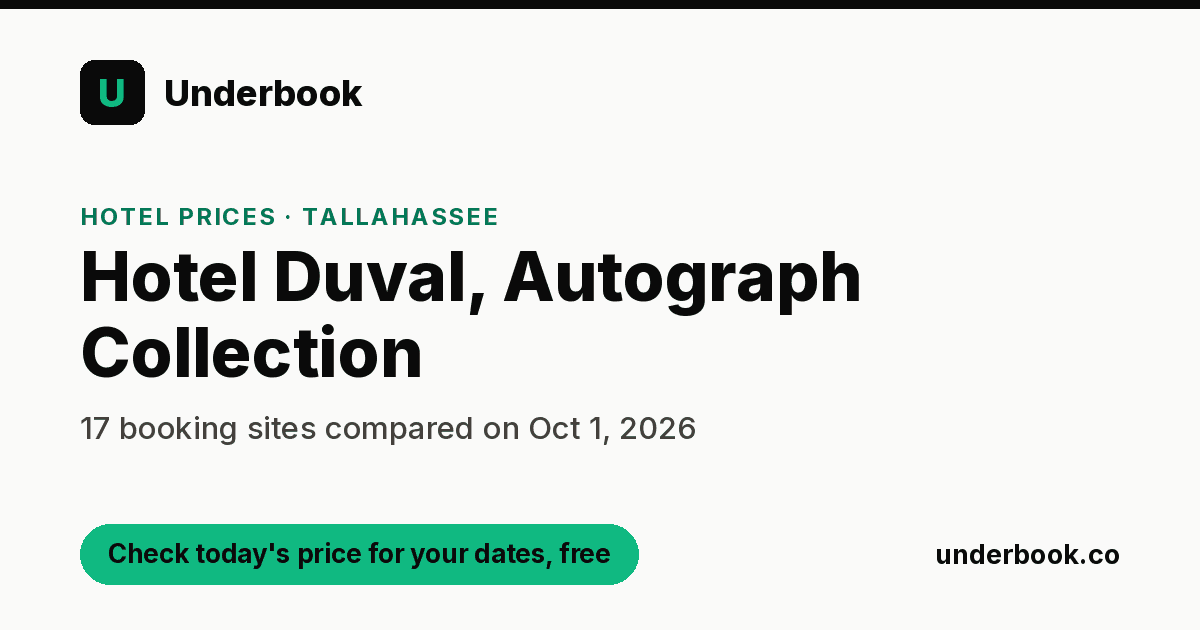 U
Underbook
HOTEL PRICES · TALLAHASSEE
Hotel Duval, Autograph
Collection
17 booking sites compared on Oct 1, 2026
Check today's price for your dates, free
underbook.co